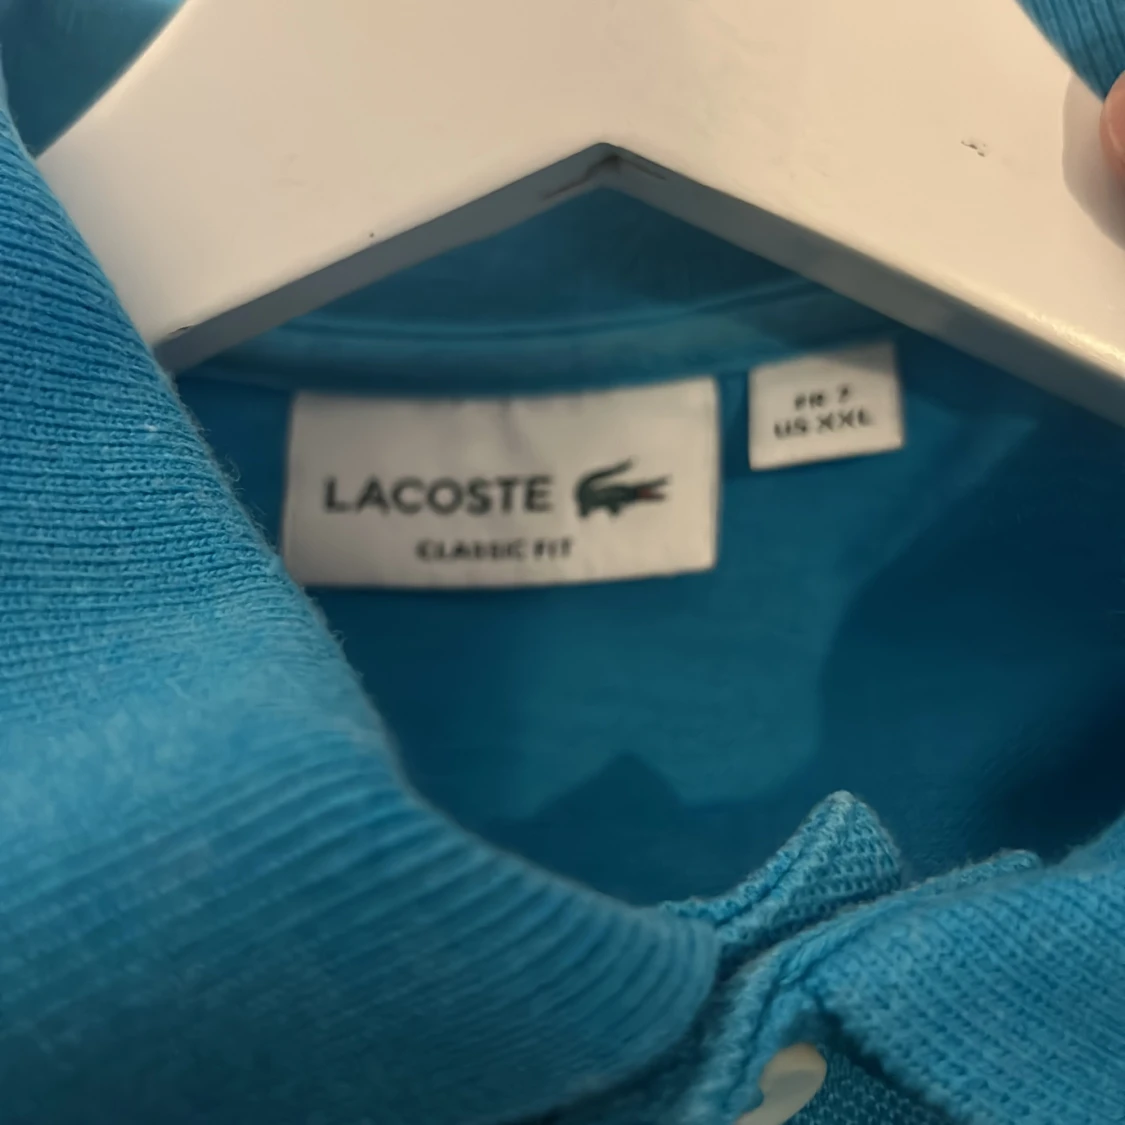 LACOSTE
CLASSIC FIT
FR 7
US XXL